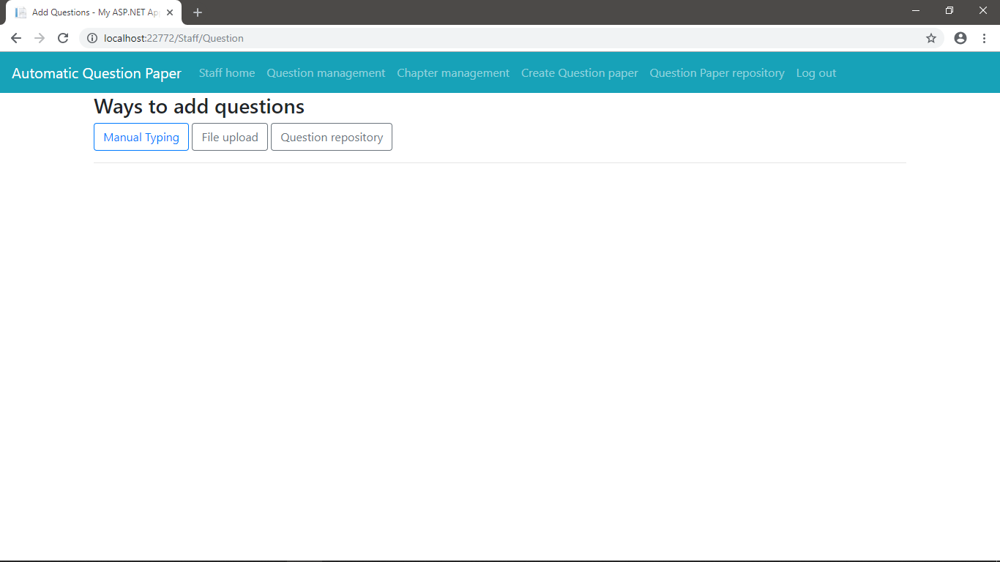 Add Questions - My ASP.NET Ap
localhost:22772/Staff/Question
Automatic Question Paper Staff home Question management Chapter management Create Question paper Question Paper repository Log out
Ways to add questions
Manual Typing File upload Question repository